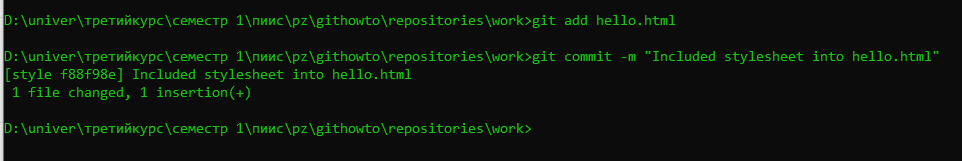 D:\univer\третийкурс\семестр 1\пиис\pz\githowto\repositories\work>git add hello.html
D:\univer\третийкурс\семестр 1\пиис\pz\githowto\repositories\work>git commit -m "Included stylesheet into hello.html"
[style f88f98e] Included stylesheet into hello.html
 1 file changed, 1 insertion(+)
D:\univer\третийкурс\семестр 1\пиис\pz\githowto\repositories\work>